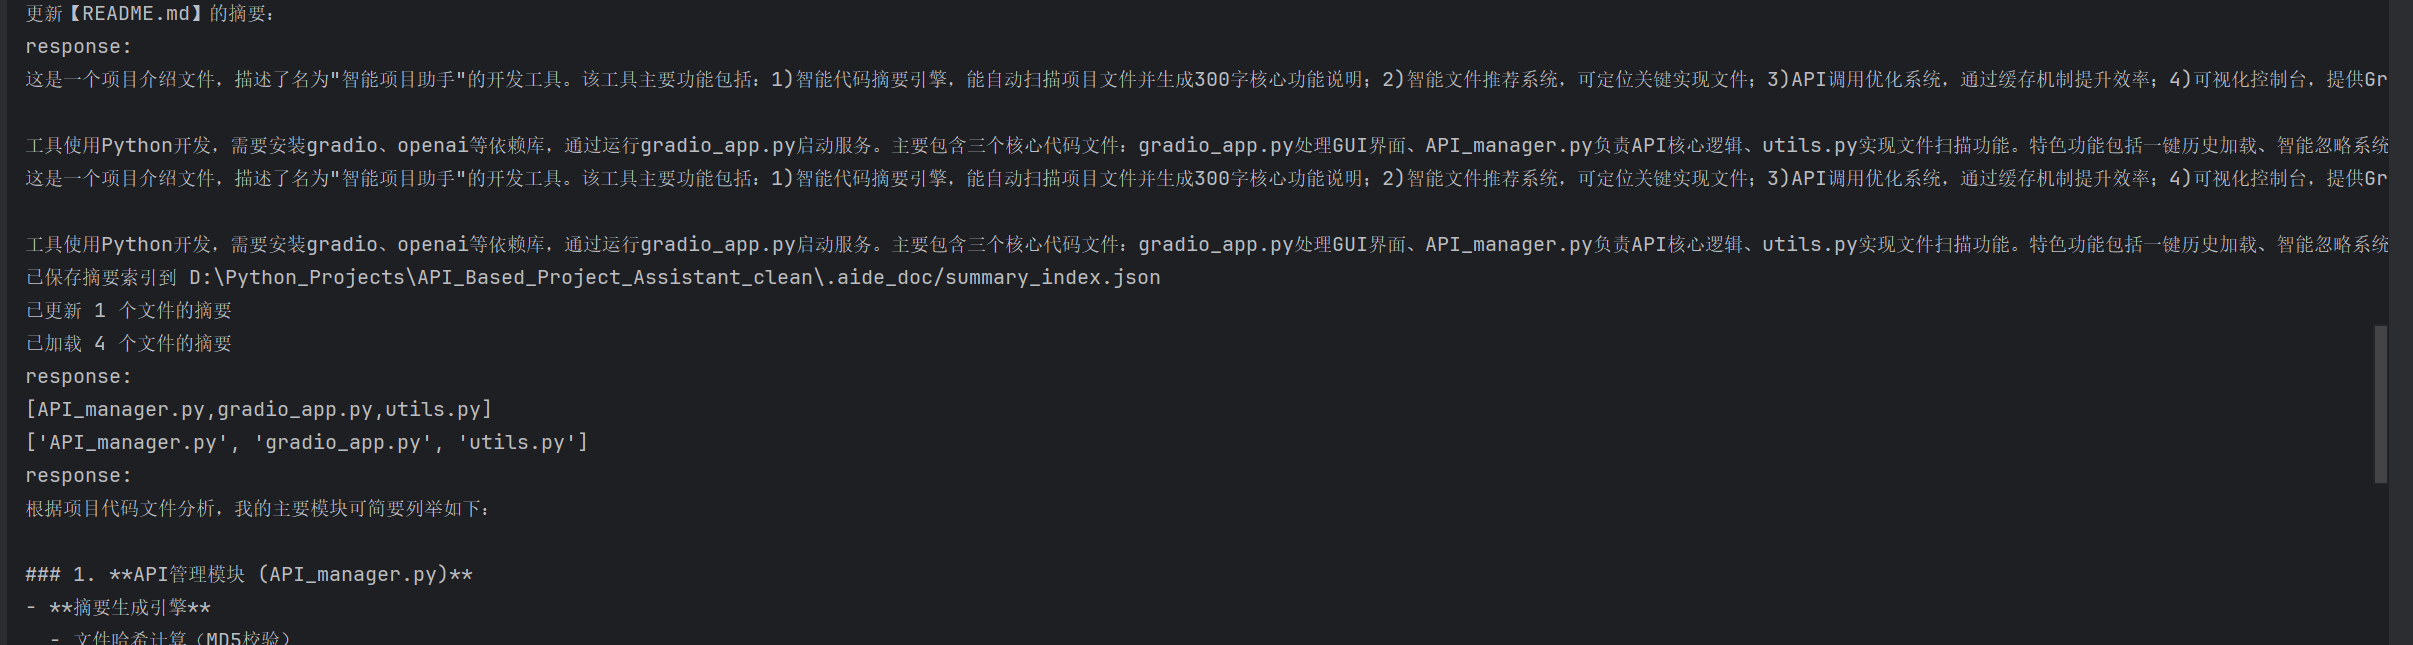 更新【README.md】的摘要：
response:
这是一个项目介绍文件，描述了名为"智能项目助手"的开发工具。该工具主要功能包括：1)智能代码摘要引擎，能自动扫描项目文件并生成300字核心功能说明；2)智能文件推荐系统，可定位关键实现文件；3)API调用优化系统，通过缓存机制提升效率；4)可视化控制台，提供Gr
工具使用Python开发，需要安装gradio、openai等依赖库，通过运行gradio_app.py启动服务。主要包含三个核心代码文件：gradio_app.py处理GUI界面、API_manager.py负责API核心逻辑、utils.py实现文件扫描功能。特色功能包括一键历史加载、智能忽略系统
这是一个项目介绍文件，描述了名为"智能项目助手"的开发工具。该工具主要功能包括：1)智能代码摘要引擎，能自动扫描项目文件并生成300字核心功能说明；2)智能文件推荐系统，可定位关键实现文件；3)API调用优化系统，通过缓存机制提升效率；4)可视化控制台，提供Gr
工具使用Python开发，需要安装gradio、openai等依赖库，通过运行gradio_app.py启动服务。主要包含三个核心代码文件：gradio_app.py处理GUI界面、API_manager.py负责API核心逻辑、utils.py实现文件扫描功能。特色功能包括一键历史加载、智能忽略系统
已保存摘要索引到 D:\Python_Projects\API_Based_Project_Assistant_clean\.aide_doc/summary_index.json
已更新 1 个文件的摘要
已加载 4 个文件的摘要
response:
[API_manager.py,gradio_app.py,utils.py]
['API_manager.py', 'gradio_app.py', 'utils.py']
response:
根据项目代码文件分析，我的主要模块可简要列举如下：
### 1. **API管理模块 (API_manager.py)**
- **摘要生成引擎**
- 文件哈希计算（MD5校验）